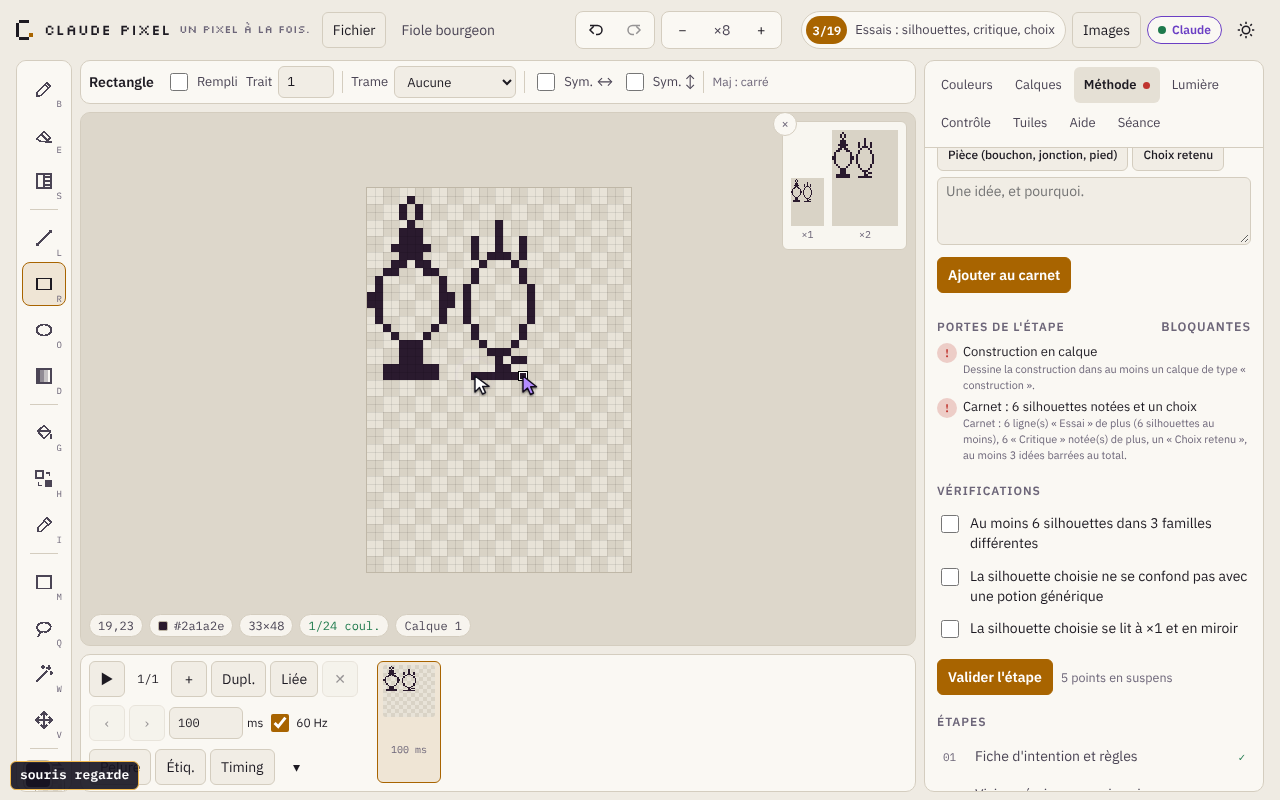 CLAUDE PIXEL UN PIXEL À LA FOIS. Fichier Fiole bourgeon − ×8 + 3/19 Essais : silhouettes, critique, choix Images Claude
Rectangle Rempli Trait 1 Trame Aucune Sym. ↔ Sym. ↕ Maj : carré
B
E
S
L
R
O
D
G
H
I
M
Q
W
V
×
×1 ×2
19,23 #2a1a2e 33×48 1/24 coul. Calque 1
1/1 + Dupl. Liée ×
‹ › 100 ms 60 Hz
Étiq. Timing ▼
100 ms
souris regarde
Couleurs Calques Méthode Lumière
Contrôle Tuiles Aide Séance
Pièce (bouchon, jonction, pied) Choix retenu
Une idée, et pourquoi.
Ajouter au carnet
PORTES DE L'ÉTAPE BLOQUANTES
! Construction en calque
Dessine la construction dans au moins un calque de type «
construction ».
! Carnet : 6 silhouettes notées et un choix
Carnet : 6 ligne(s) « Essai » de plus (6 silhouettes au
moins), 6 « Critique » notée(s) de plus, un « Choix retenu »,
au moins 3 idées barrées au total.
VÉRIFICATIONS
Au moins 6 silhouettes dans 3 familles
différentes
La silhouette choisie ne se confond pas avec
une potion générique
La silhouette choisie se lit à ×1 et en miroir
Valider l'étape 5 points en suspens
ÉTAPES
01 Fiche d'intention et règles ✓